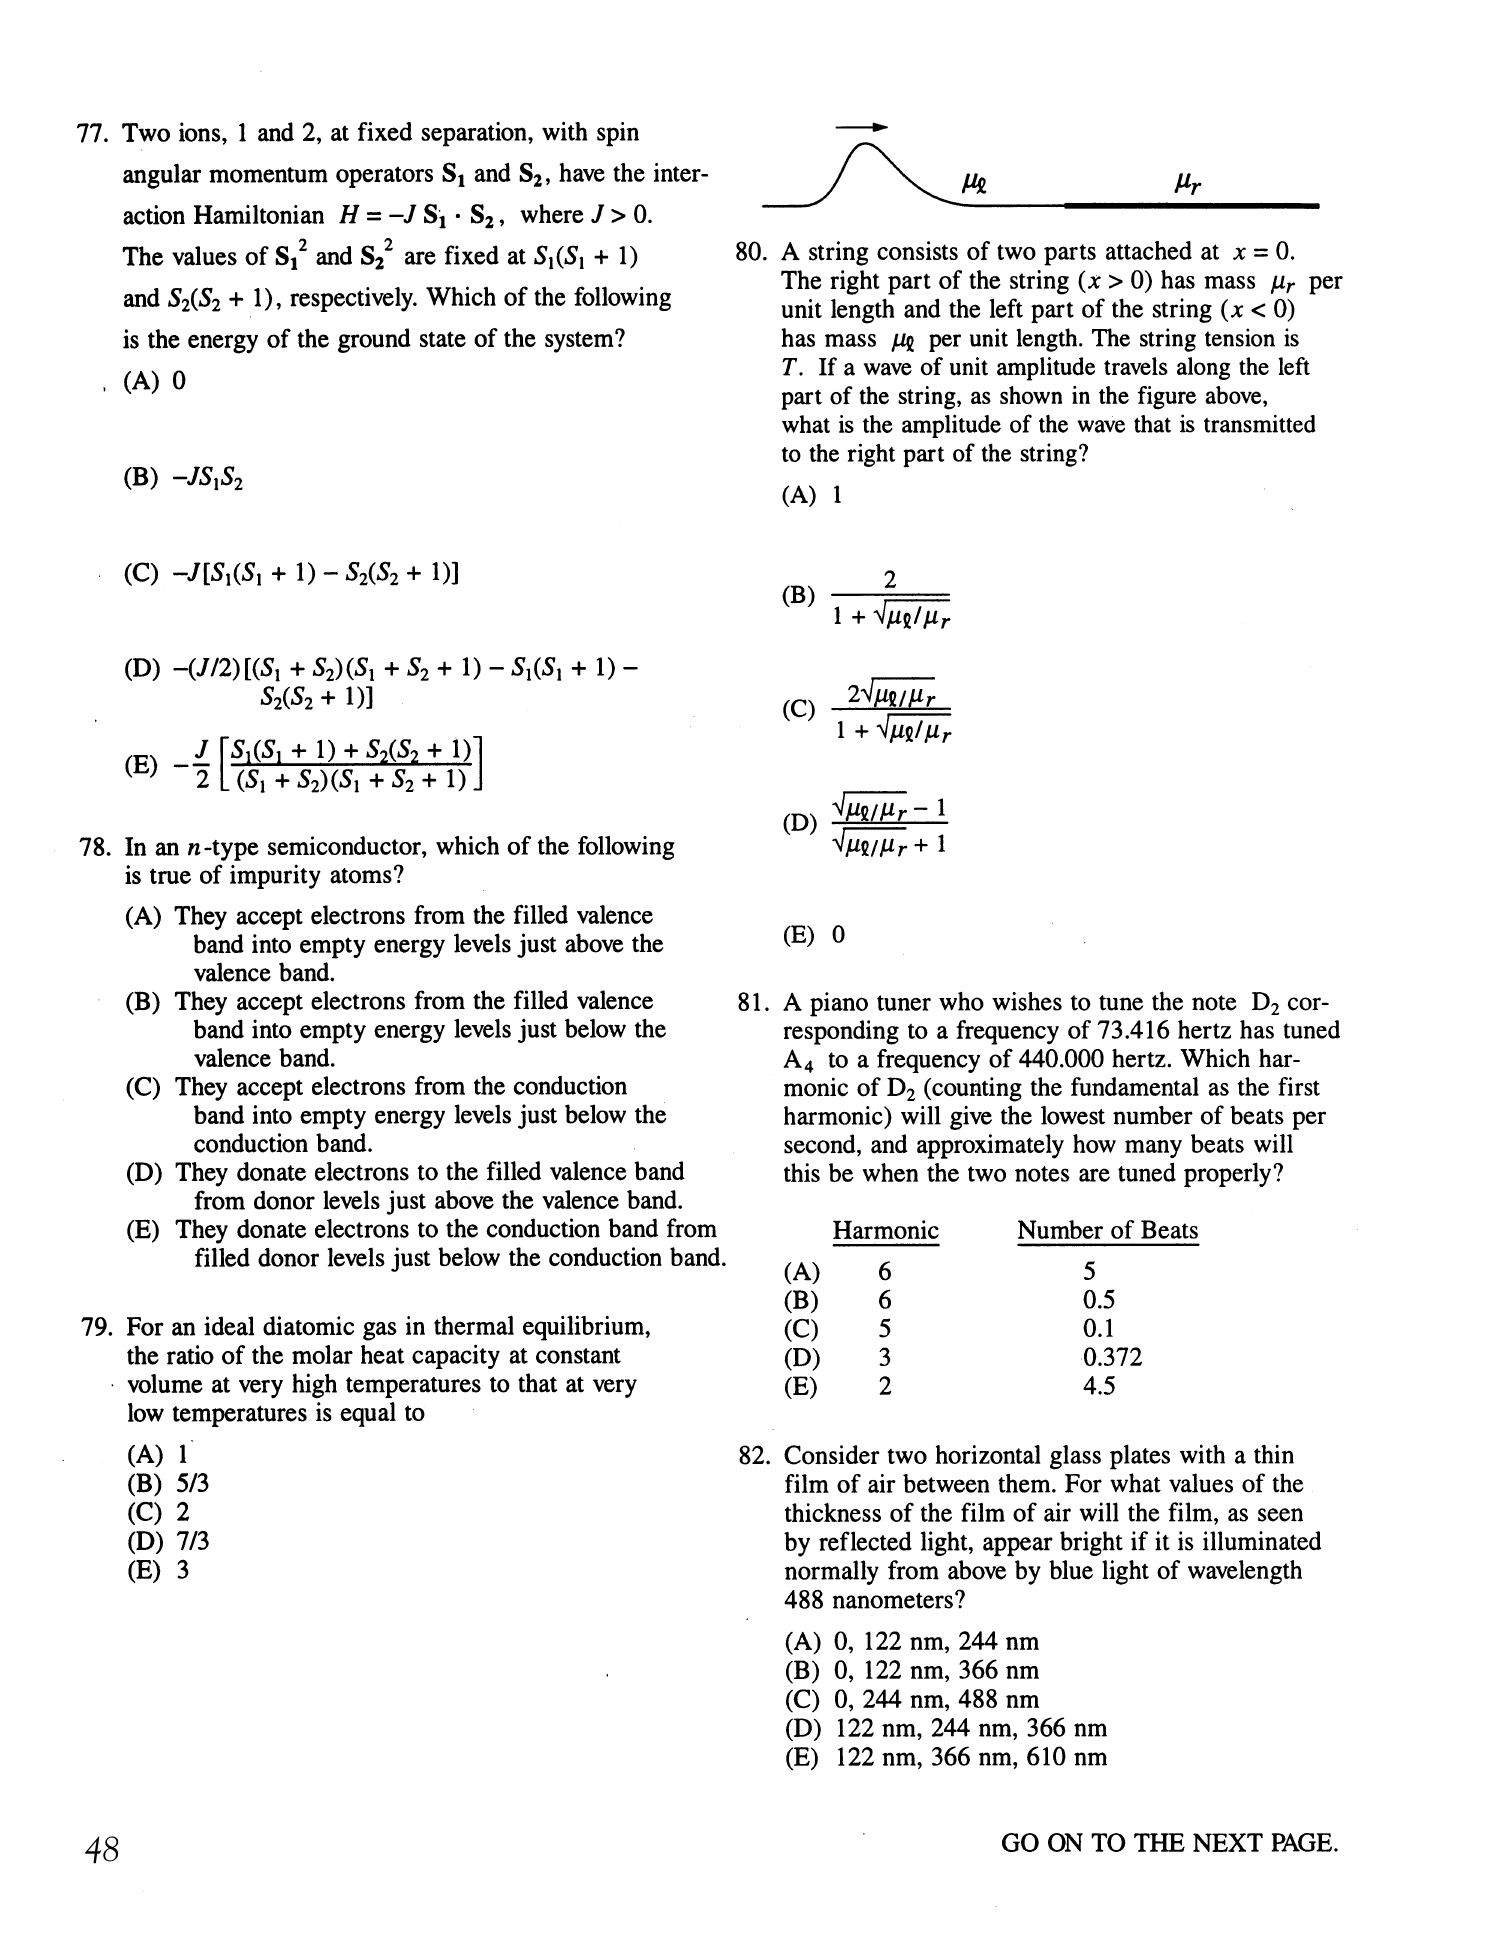 77. Two ions, 1 and 2, at fixed separation, with spin
angular momentum operators S₁ and S₂, have the inter-
action Hamiltonian H = –J S₁ · S₂, where J > 0.
The values of S₁² and S₂² are fixed at S₁(S₁ + 1)
and S₂(S₂ + 1), respectively. Which of the following
is the energy of the ground state of the system?
(A) 0
(B) –JS₁S₂
(C) –J[S₁(S₁ + 1) – S₂(S₂ + 1)]
(D) –(J/2)[(S₁ + S₂)(S₁ + S₂ + 1) – S₁(S₁ + 1) –
S₂(S₂ + 1)]
(E) –J/2 [S₁(S₁ + 1) + S₂(S₂ + 1) / (S₁ + S₂)(S₁ + S₂ + 1)]
78. In an n-type semiconductor, which of the following
is true of impurity atoms?
(A) They accept electrons from the filled valence
band into empty energy levels just above the
valence band.
(B) They accept electrons from the filled valence
band into empty energy levels just below the
valence band.
(C) They accept electrons from the conduction
band into empty energy levels just below the
conduction band.
(D) They donate electrons to the filled valence band
from donor levels just above the valence band.
(E) They donate electrons to the conduction band from
filled donor levels just below the conduction band.
79. For an ideal diatomic gas in thermal equilibrium,
the ratio of the molar heat capacity at constant
volume at very high temperatures to that at very
low temperatures is equal to
(A) 1
(B) 5/3
(C) 2
(D) 7/3
(E) 3
μℓ μr
80. A string consists of two parts attached at x = 0.
The right part of the string (x > 0) has mass μr per
unit length and the left part of the string (x < 0)
has mass μℓ per unit length. The string tension is
T. If a wave of unit amplitude travels along the left
part of the string, as shown in the figure above,
what is the amplitude of the wave that is transmitted
to the right part of the string?
(A) 1
(B) 2 / 1 + √μℓ/μr
(C) 2√μℓ/μr / 1 + √μℓ/μr
(D) √μℓ/μr – 1 / √μℓ/μr + 1
(E) 0
81. A piano tuner who wishes to tune the note D₂ cor-
responding to a frequency of 73.416 hertz has tuned
A₄ to a frequency of 440.000 hertz. Which har-
monic of D₂ (counting the fundamental as the first
harmonic) will give the lowest number of beats per
second, and approximately how many beats will
this be when the two notes are tuned properly?
Harmonic Number of Beats
(A) 6 5
(B) 6 0.5
(C) 5 0.1
(D) 3 0.372
(E) 2 4.5
82. Consider two horizontal glass plates with a thin
film of air between them. For what values of the
thickness of the film of air will the film, as seen
by reflected light, appear bright if it is illuminated
normally from above by blue light of wavelength
488 nanometers?
(A) 0, 122 nm, 244 nm
(B) 0, 122 nm, 366 nm
(C) 0, 244 nm, 488 nm
(D) 122 nm, 244 nm, 366 nm
(E) 122 nm, 366 nm, 610 nm
48
GO ON TO THE NEXT PAGE.